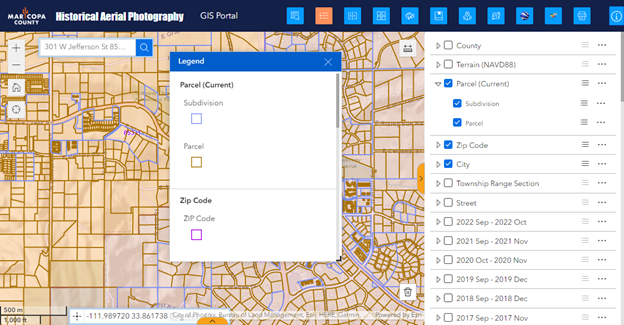 MARICOPA
COUNTY
Historical Aerial Photography
GIS Portal
301 W Jefferson St 85...
Legend
Parcel (Current)
Subdivision
Parcel
Zip Code
ZIP Code
County
Terrain (NAVD88)
Parcel (Current)
Subdivision
Parcel
Zip Code
City
Township Range Section
Street
2022 Sep - 2022 Oct
2021 Sep - 2021 Nov
2020 Oct - 2020 Nov
2019 Sep - 2019 Dec
2018 Sep - 2018 Dec
2017 Sep - 2017 Nov
500 m
1,000 ft
-111.989720 33.861738
City of Phoenix, Bureau of Land Management, Esri, HERE, Garmin,
Powered by Esri